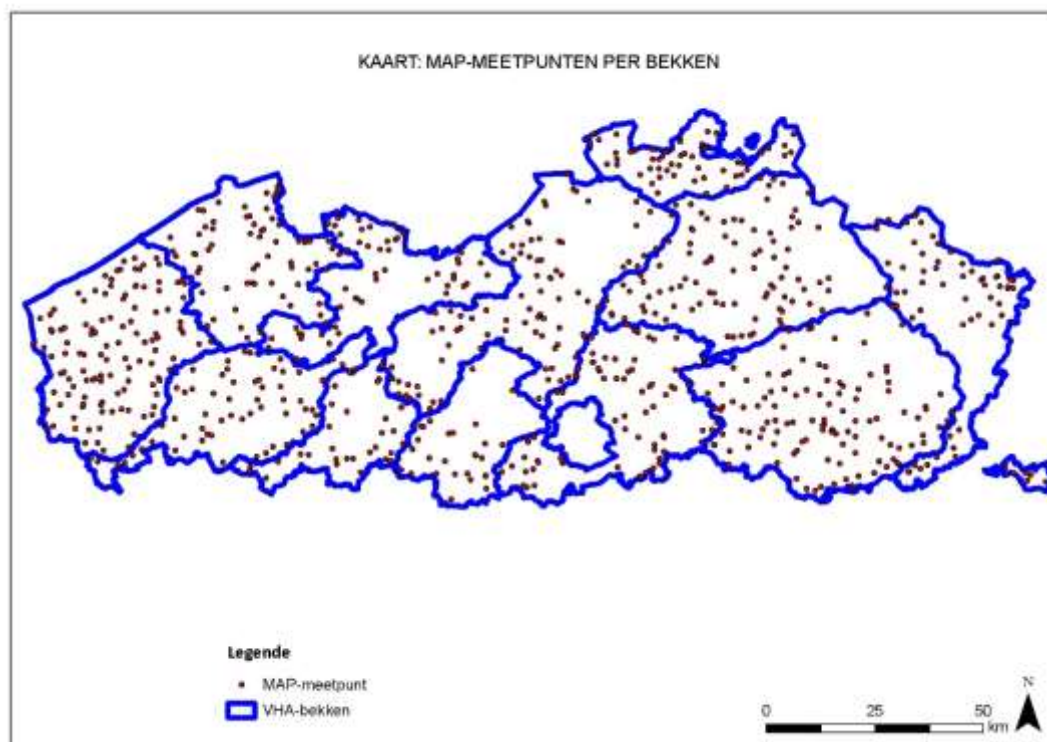 KAART: MAP-MEETPUNTEN PER BEKKEN
Legende
MAP-meetpunt
VHA-bekken
N
0 25 50
km